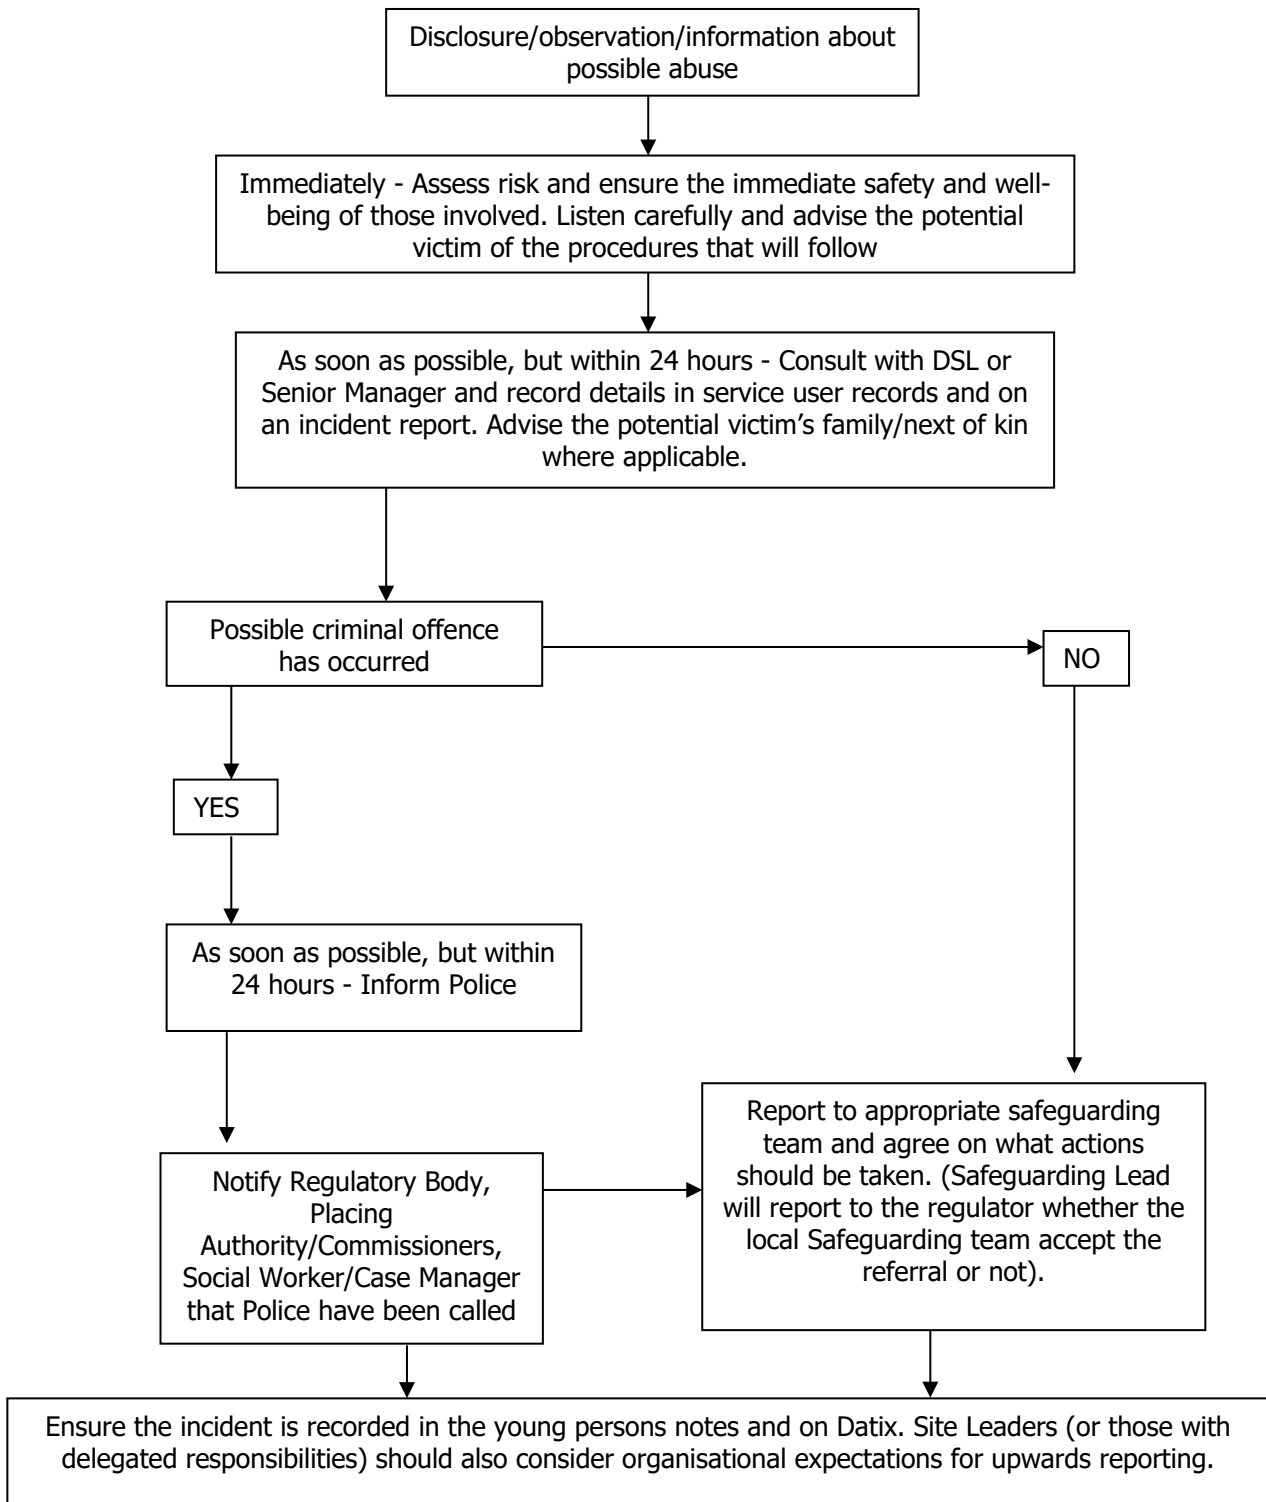 Disclosure/observation/information about
possible abuse
Immediately - Assess risk and ensure the immediate safety and well-
being of those involved. Listen carefully and advise the potential
victim of the procedures that will follow
As soon as possible, but within 24 hours - Consult with DSL or
Senior Manager and record details in service user records and on
an incident report. Advise the potential victim’s family/next of kin
where applicable.
Possible criminal offence
has occurred
NO
YES
As soon as possible, but within
24 hours - Inform Police
Notify Regulatory Body,
Placing
Authority/Commissioners,
Social Worker/Case Manager
that Police have been called
Report to appropriate safeguarding
team and agree on what actions
should be taken. (Safeguarding Lead
will report to the regulator whether the
local Safeguarding team accept the
referral or not).
Ensure the incident is recorded in the young persons notes and on Datix. Site Leaders (or those with
delegated responsibilities) should also consider organisational expectations for upwards reporting.